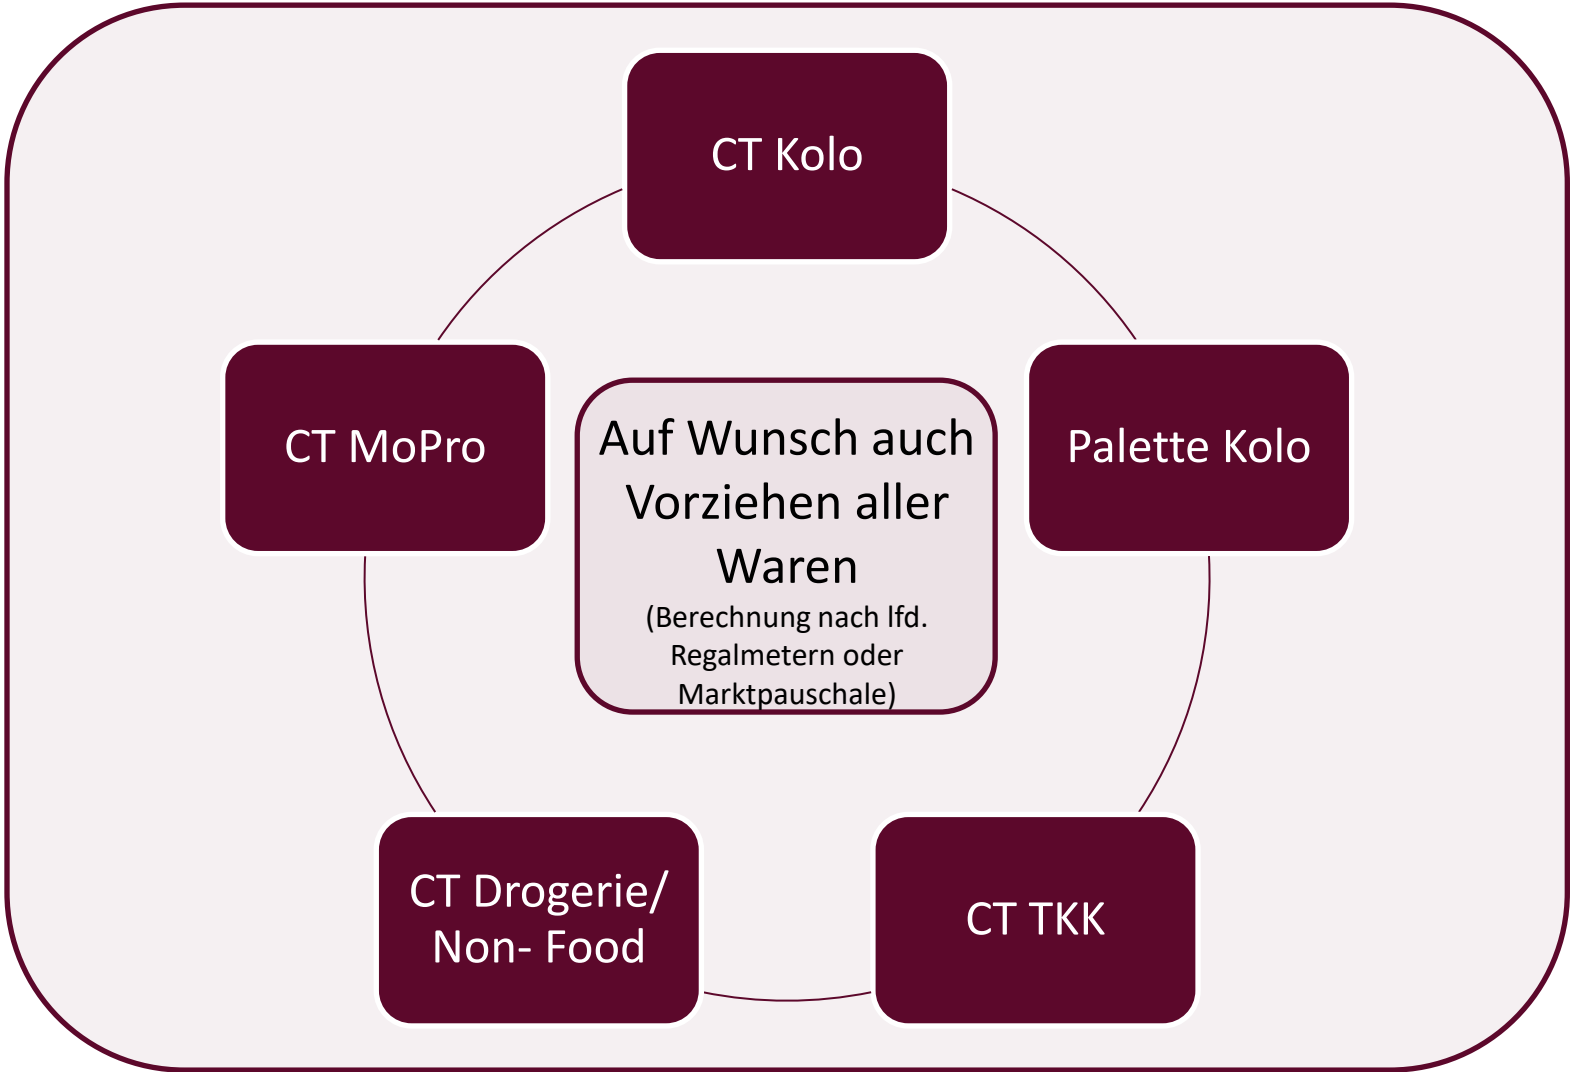 CT Kolo
CT MoPro
Palette Kolo
Auf Wunsch auch
Vorziehen aller
Waren
(Berechnung nach lfd.
Regalmetern oder
Marktpauschale)
CT Drogerie/
Non- Food
CT TKK